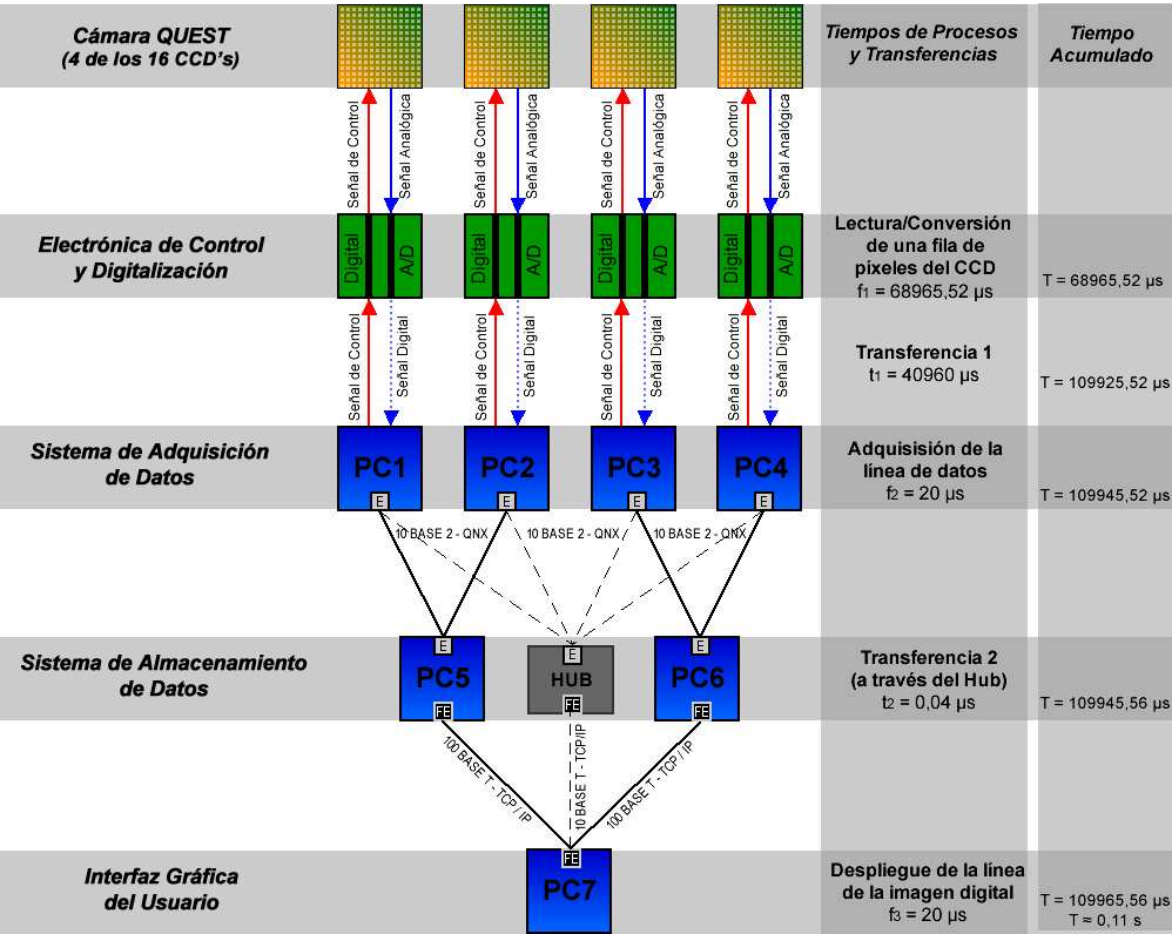 Cámara QUEST
(4 de los 16 CCD's)
Tiempos de Procesos
y Transferencias
Tiempo
Acumulado
Señal de Control
Señal Analógica
Señal de Control
Señal Analógica
Señal de Control
Señal Analógica
Señal de Control
Señal Analógica
Electrónica de Control
y Digitalización
Digital
A/D
Digital
A/D
Digital
A/D
Digital
A/D
Lectura/Conversión
de una fila de
píxeles del CCD
f1 = 68965,52 µs
T = 68965,52 µs
Señal de Control
Señal Digital
Señal de Control
Señal Digital
Señal de Control
Señal Digital
Señal de Control
Señal Digital
Transferencia 1
t1 = 40960 µs
T = 109925,52 µs
Sistema de Adquisición
de Datos
PC1
E
PC2
E
PC3
E
PC4
E
Adquisisión de la
línea de datos
f2 = 20 µs
T = 109945,52 µs
10 BASE 2 - QNX
10 BASE 2 - QNX
10 BASE 2 - QNX
Sistema de Almacenamiento
de Datos
E
PC5
FE
E
HUB
FE
E
PC6
FE
Transferencia 2
(a través del Hub)
t2 = 0,04 µs
T = 109945,56 µs
100 BASE T - TCP / IP
10 BASE T - TCP/IP
100 BASE T - TCP / IP
Interfaz Gráfica
del Usuario
FE
PC7
Despliegue de la línea
de la imagen digital
f3 = 20 µs
T = 109965,56 µs
T ≈ 0,11 s